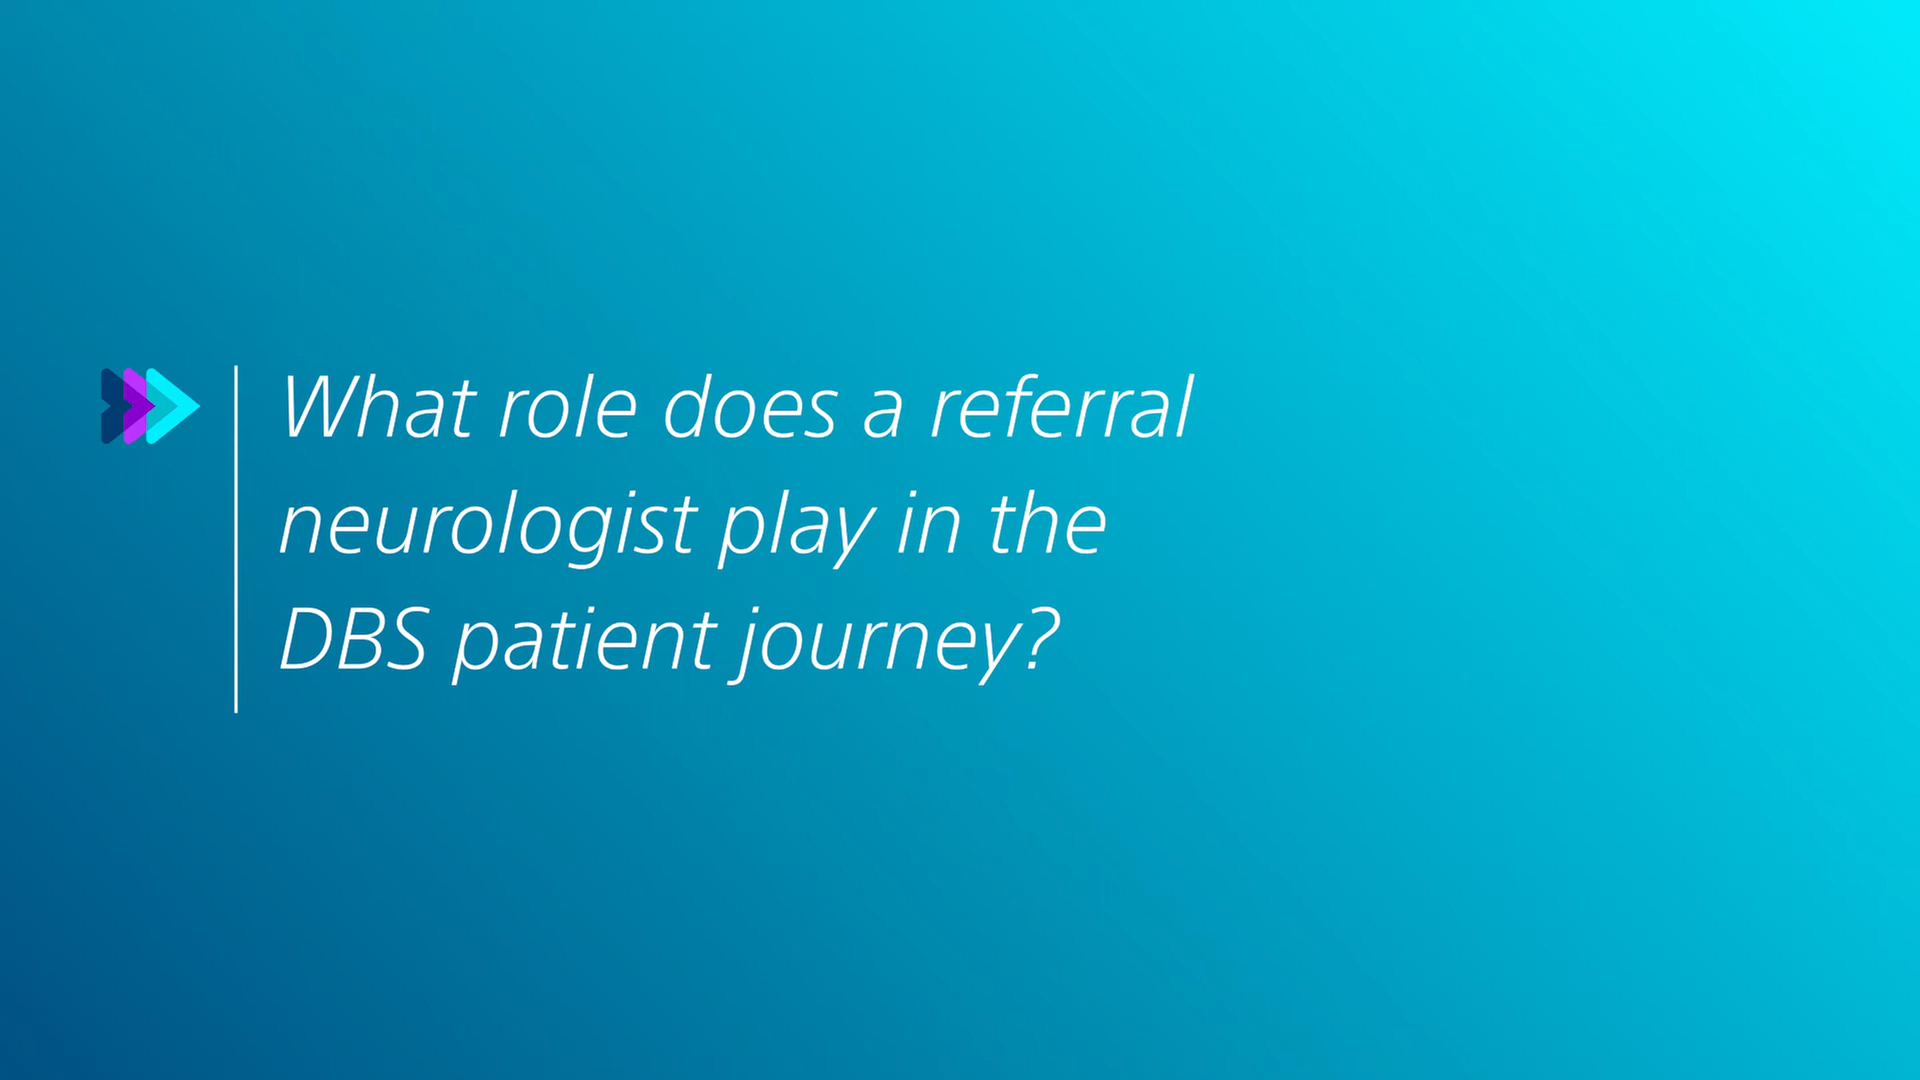 What role does a referral
neurologist play in the
DBS patient journey?